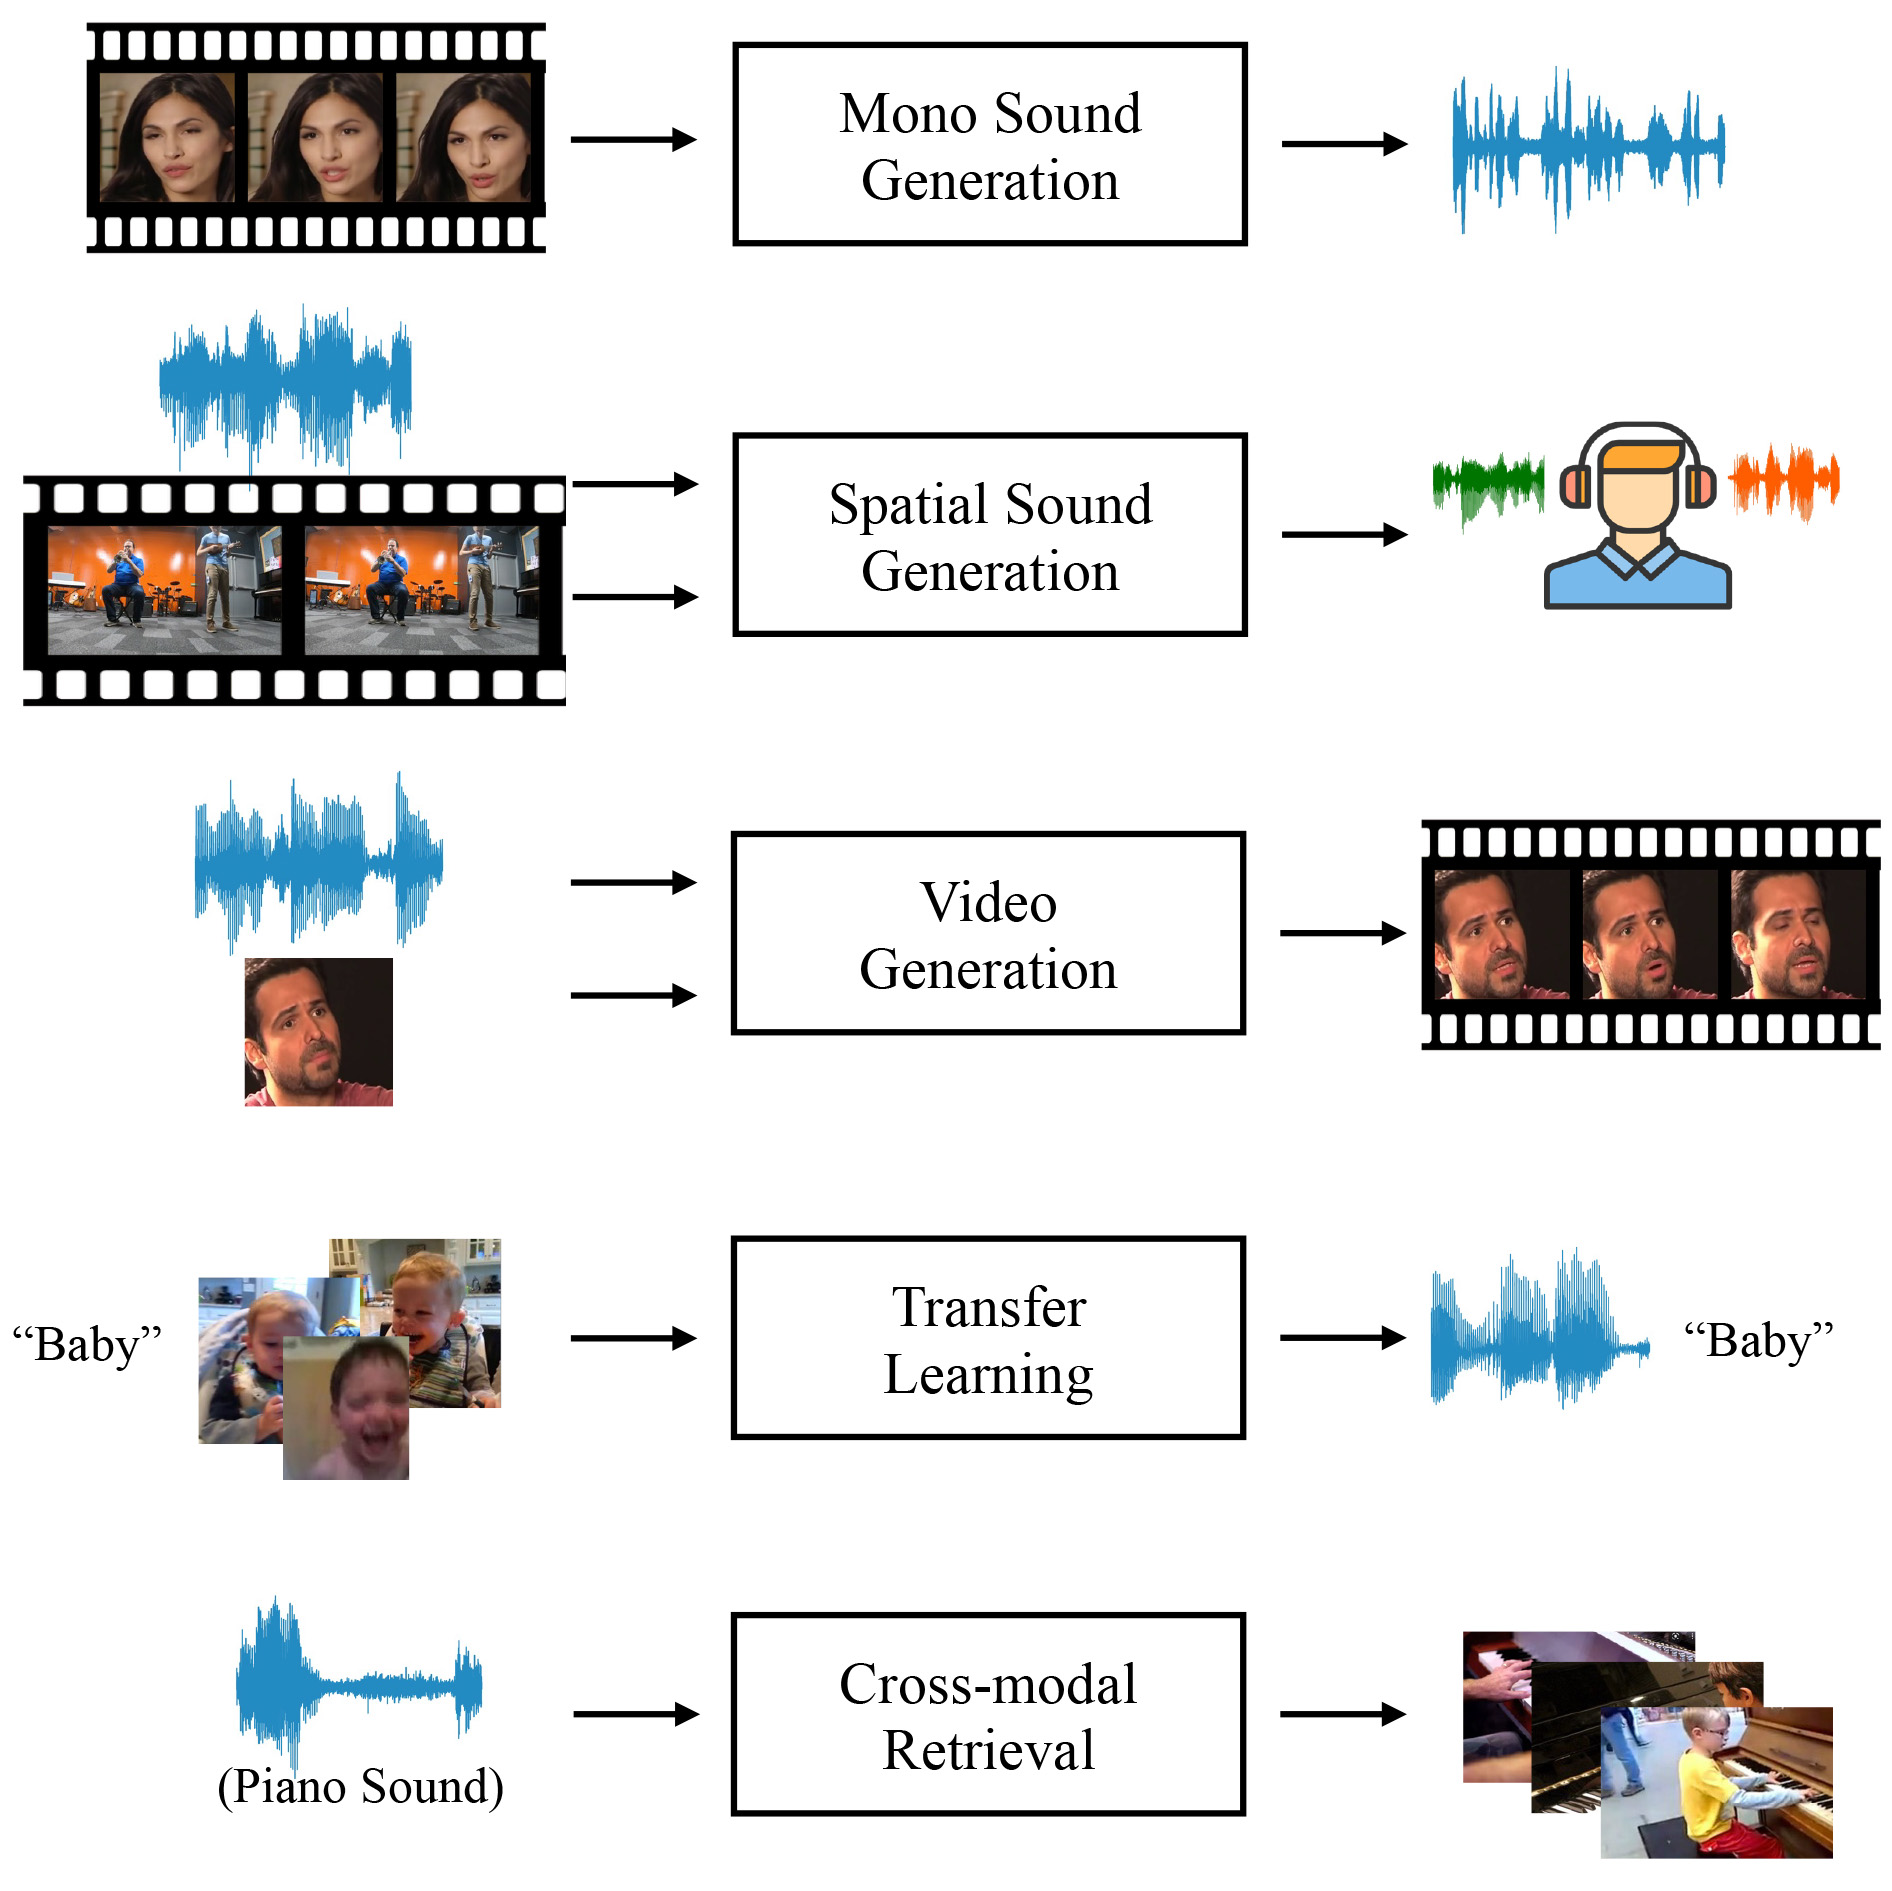 Mono Sound
Generation
Spatial Sound
Generation
Video
Generation
“Baby”
Transfer
Learning
“Baby”
(Piano Sound)
Cross-modal
Retrieval